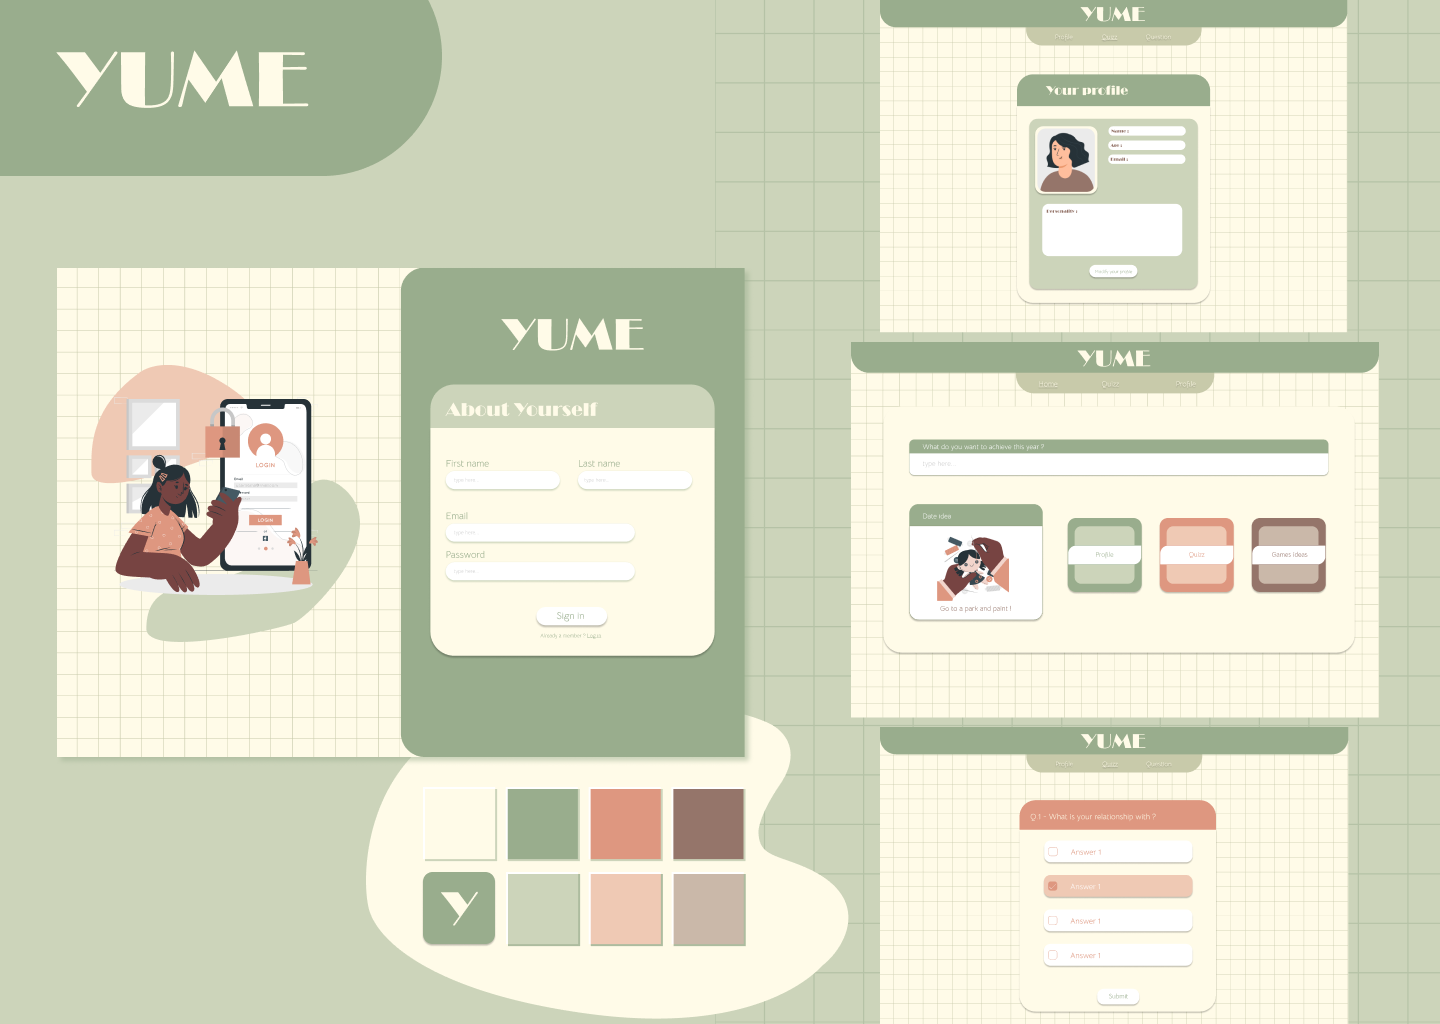 YUME
YUME
About Yourself
First name
Last name
type here
type here
Email
type here
Password
type here
Sign in
Already a member ? Log in
LOGIN
Email
LOGIN
Y
YUME
Profile
Quizz
Question
Your profile
Name :
Age :
Email :
Personality :
Modify your profile
YUME
Home
Quizz
Profile
What do you want to achieve this year ?
Type here
Date idea
Go to a park and paint !
Profile
Quizz
Games ideas
YUME
Profile
Quizz
Question
Q 1 - What is your relationship with ?
Answer 1
Answer 1
Answer 1
Answer 1
Submit